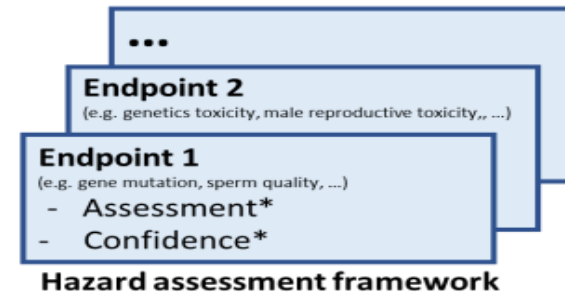 ...
Endpoint 2
(e.g. genetics toxicity, male reproductive toxicity,, ...)
Endpoint 1
(e.g. gene mutation, sperm quality, ...)
- Assessment*
- Confidence*
Hazard assessment framework